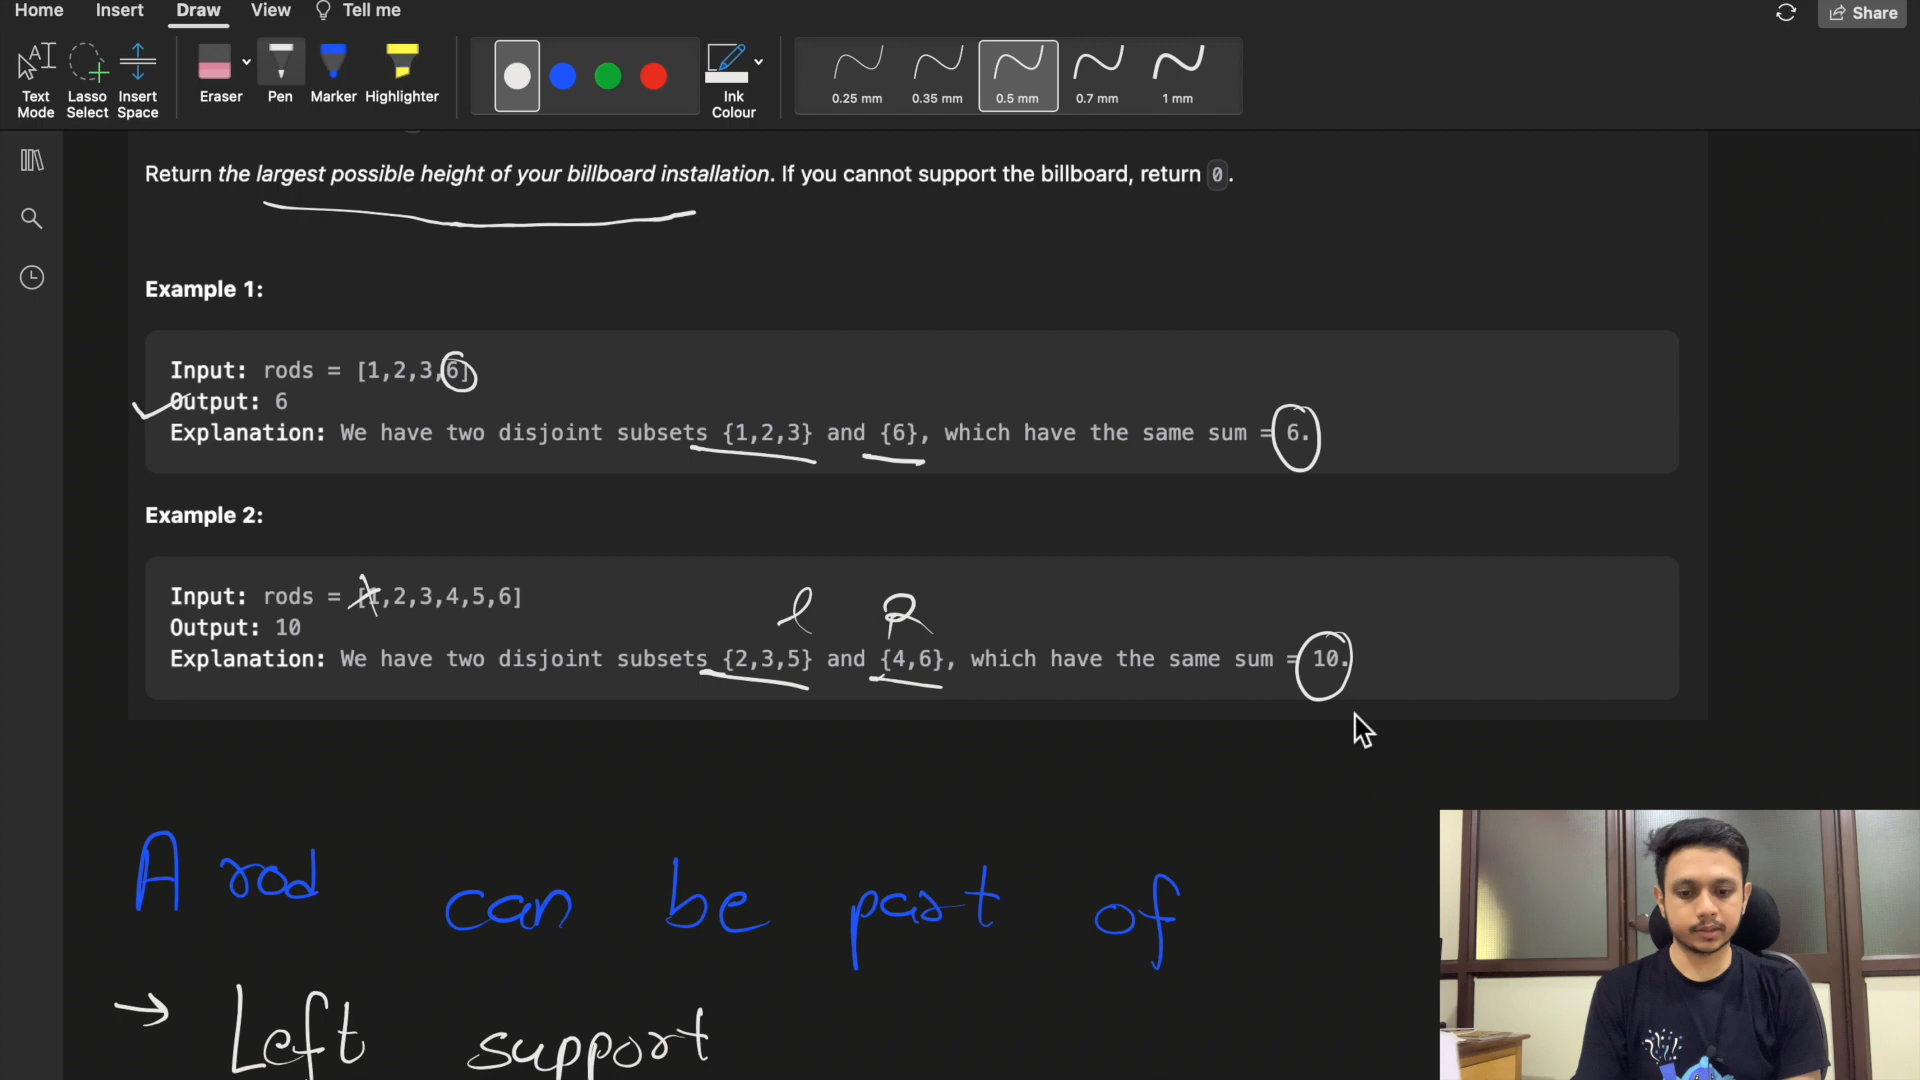 Home Insert Draw View Tell me Share
Text Mode Lasso Select Insert Space Eraser Pen Marker Highlighter Ink Colour 0.25 mm 0.35 mm 0.5 mm 0.7 mm 1 mm
Return the largest possible height of your billboard installation. If you cannot support the billboard, return 0.
Example 1:
Input: rods = [1,2,3,6]
Output: 6
Explanation: We have two disjoint subsets {1,2,3} and {6}, which have the same sum = 6.
Example 2:
Input: rods = [1,2,3,4,5,6]
l R
Output: 10
Explanation: We have two disjoint subsets {2,3,5} and {4,6}, which have the same sum = 10.
A rod can be part of
→ Left support